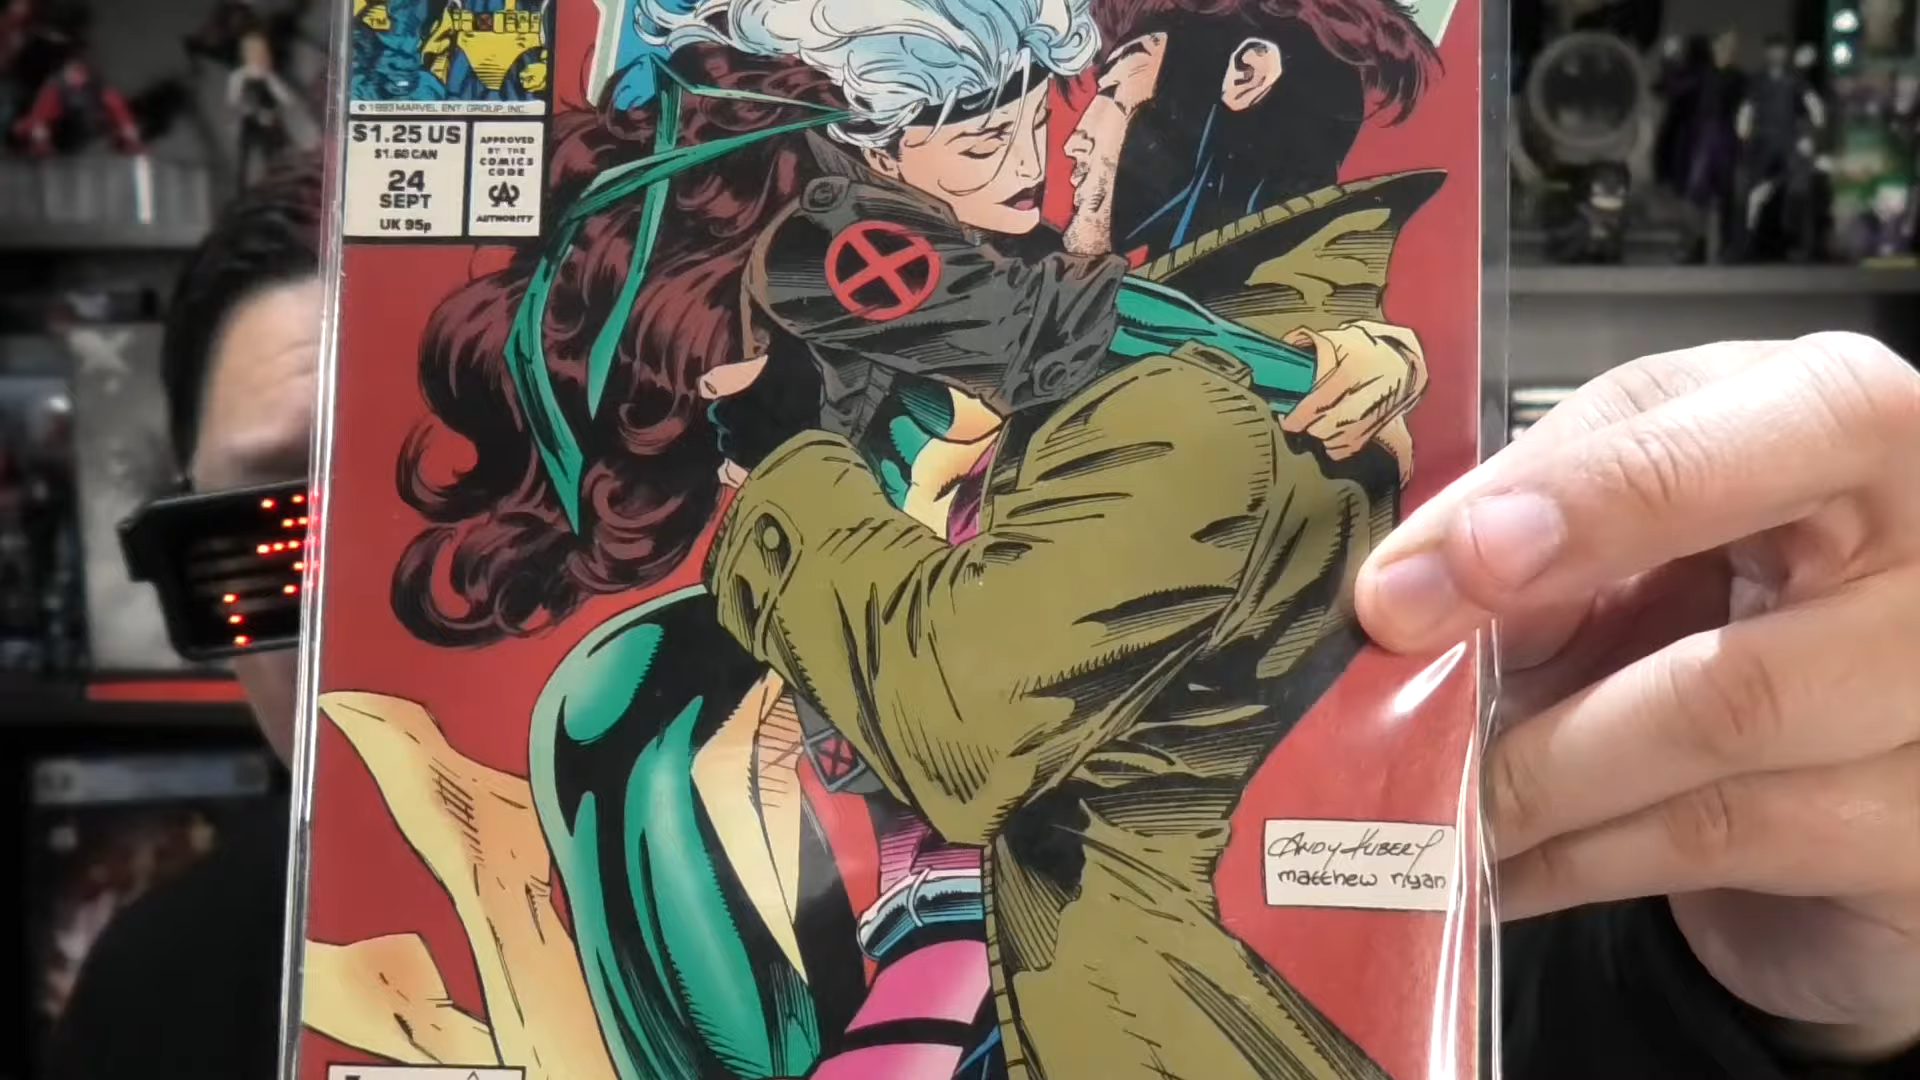 © 1993 MARVEL ENT. GROUP, INC.
$1.25 US
$1.60 CAN
24
SEPT
UK 95p
APPROVED
BY THE
COMICS
CODE
CA
AUTHORITY
ANDY KUBERT
matthew ryan